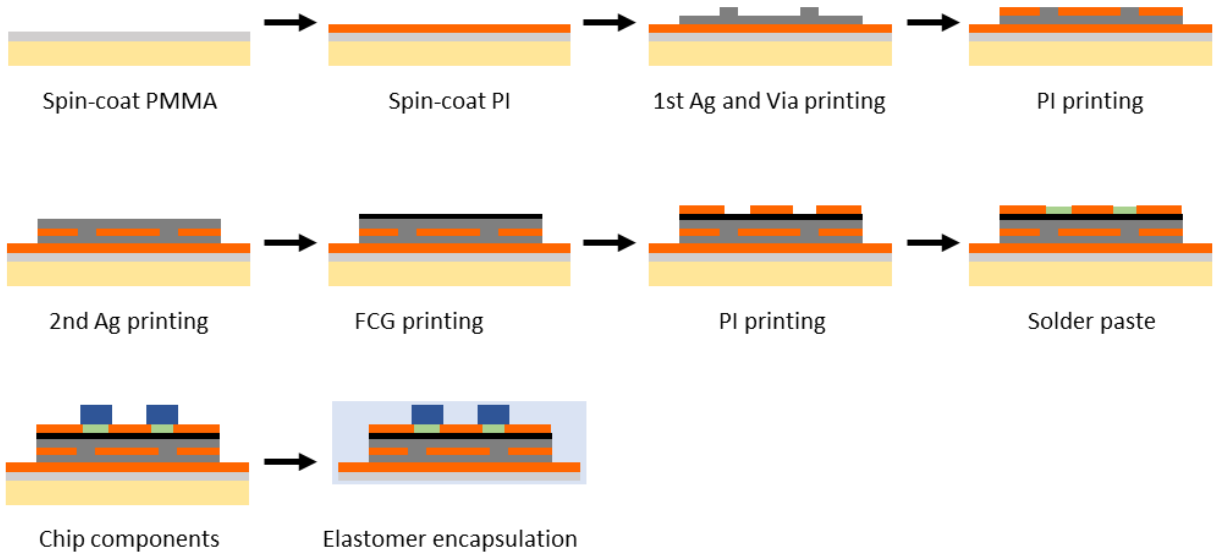 Spin-coat PMMA
Spin-coat PI
1st Ag and Via printing
PI printing
2nd Ag printing
FCG printing
PI printing
Solder paste
Chip components
Elastomer encapsulation